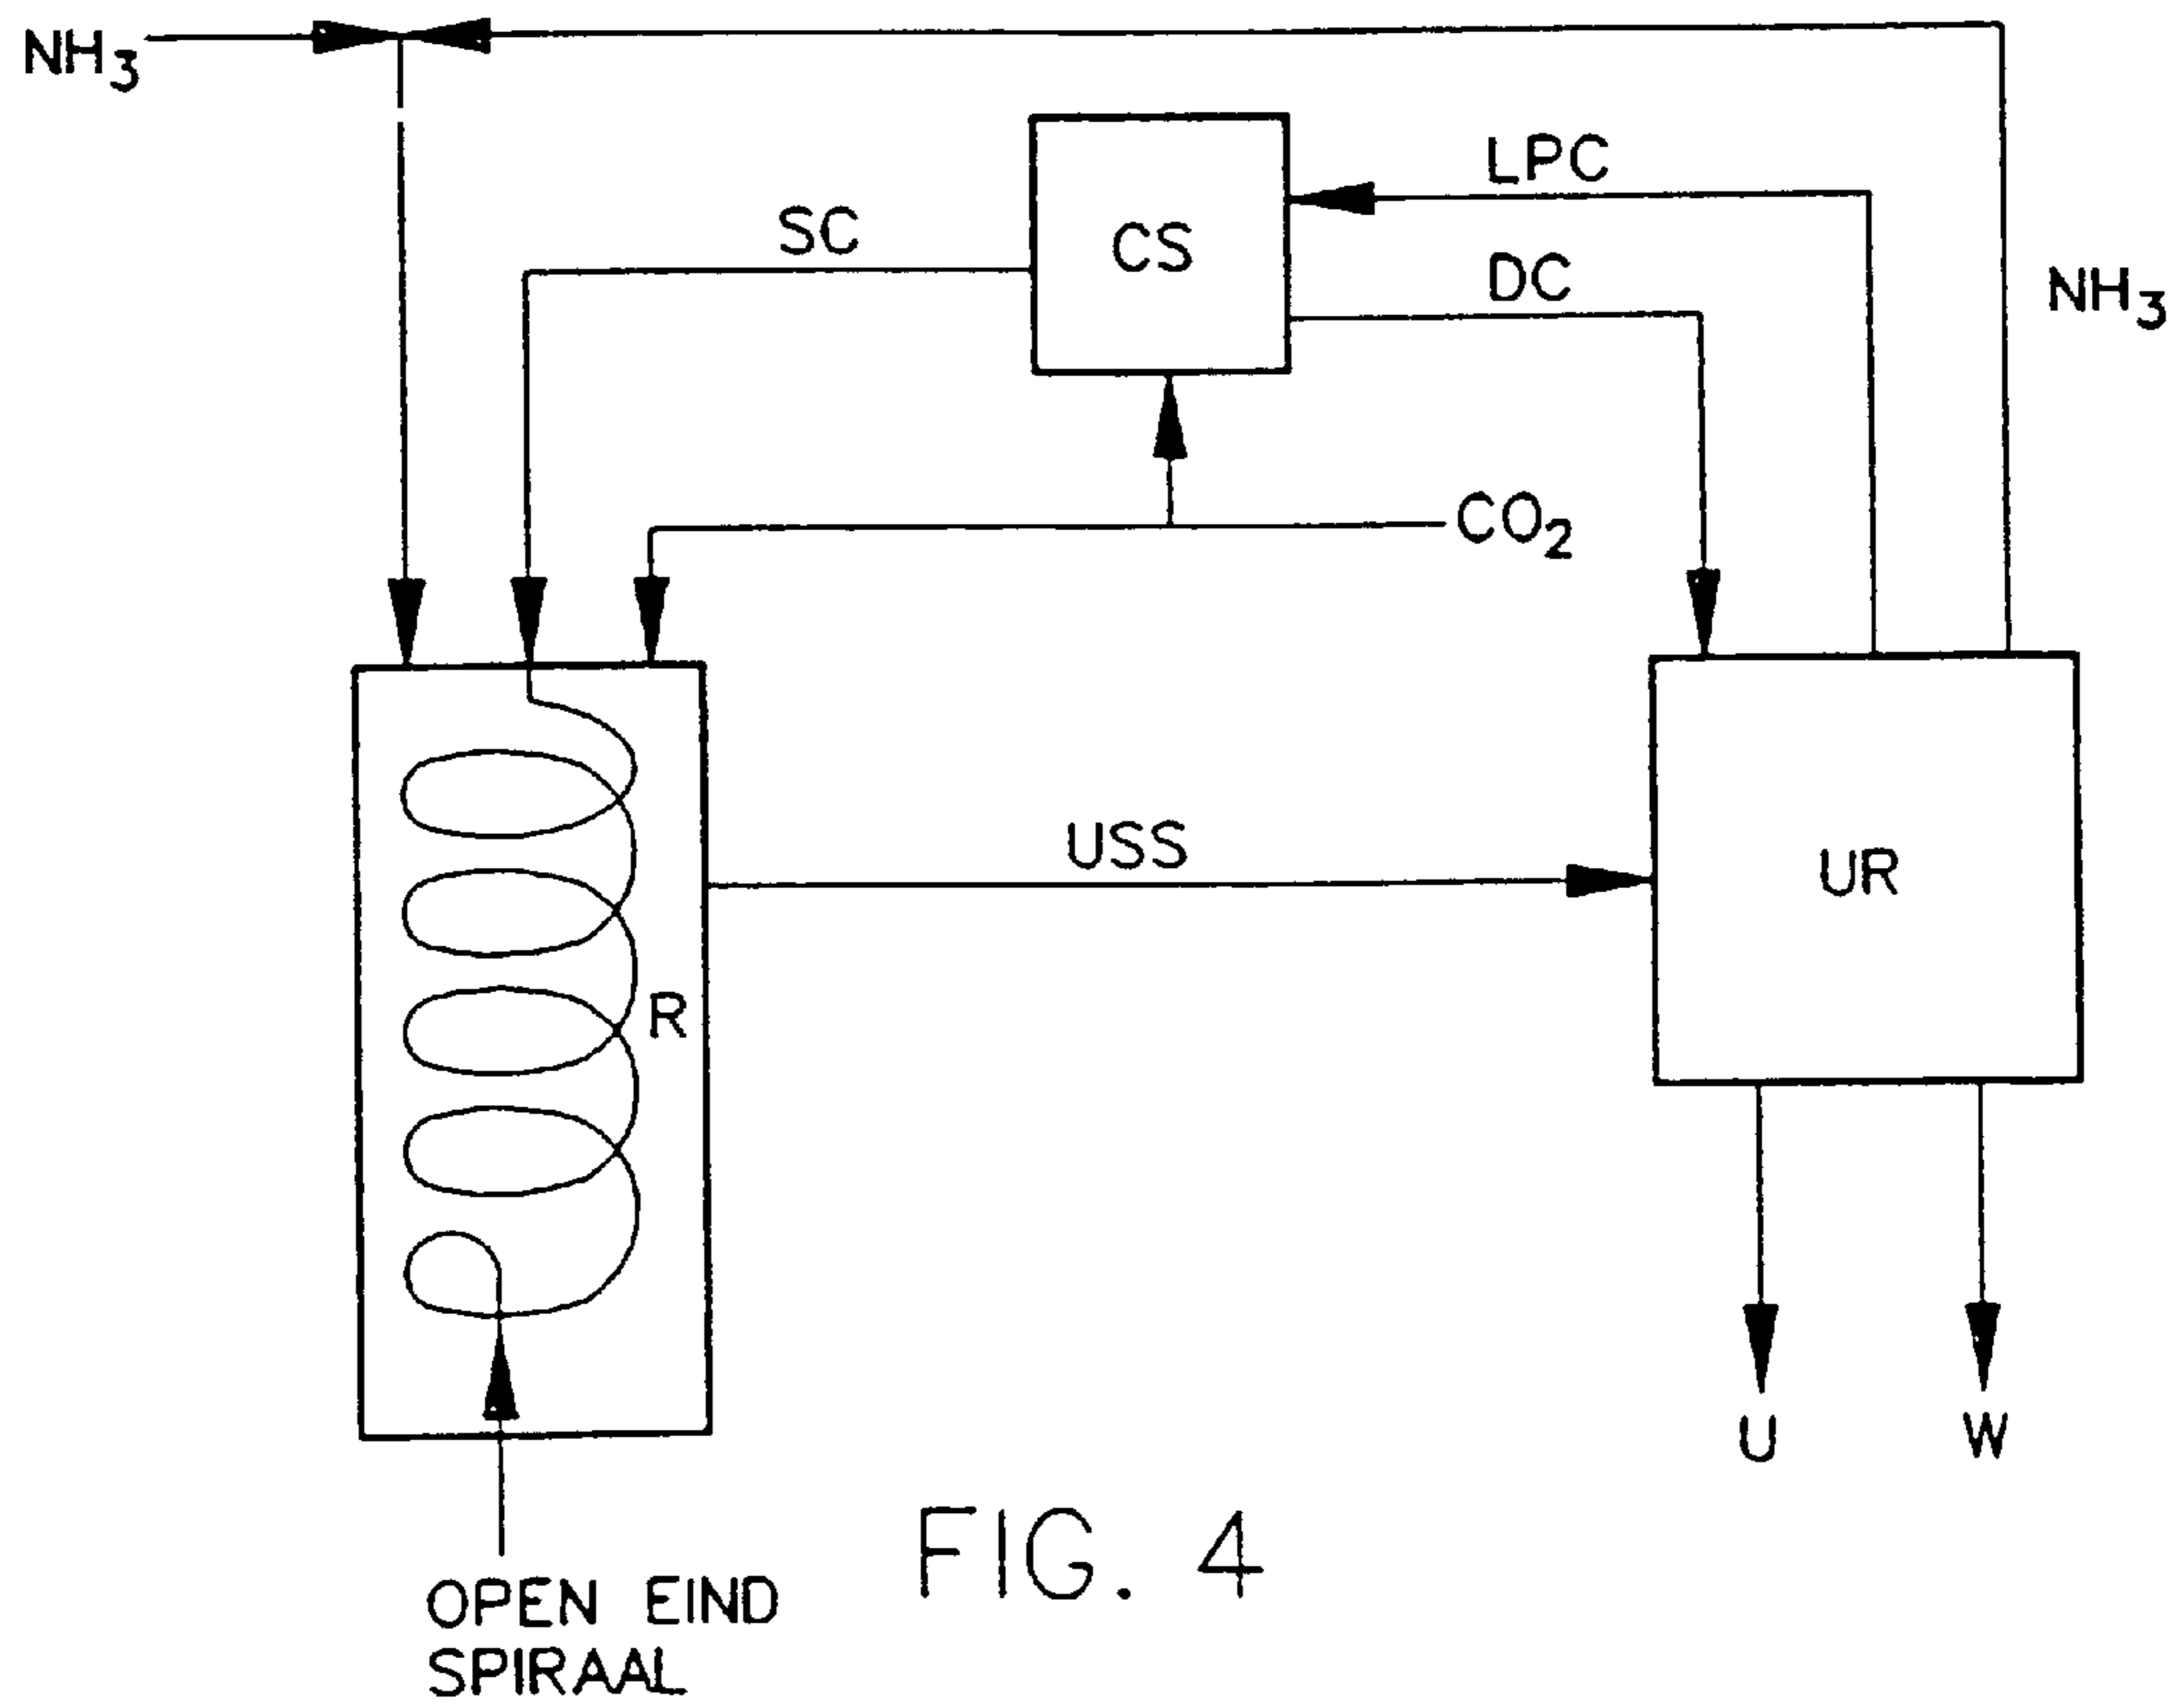 NH3
LPC
SC
CS
DC
NH3
CO2
USS
UR
R
U
W
FIG. 4
OPEN EIND
SPIRAAL